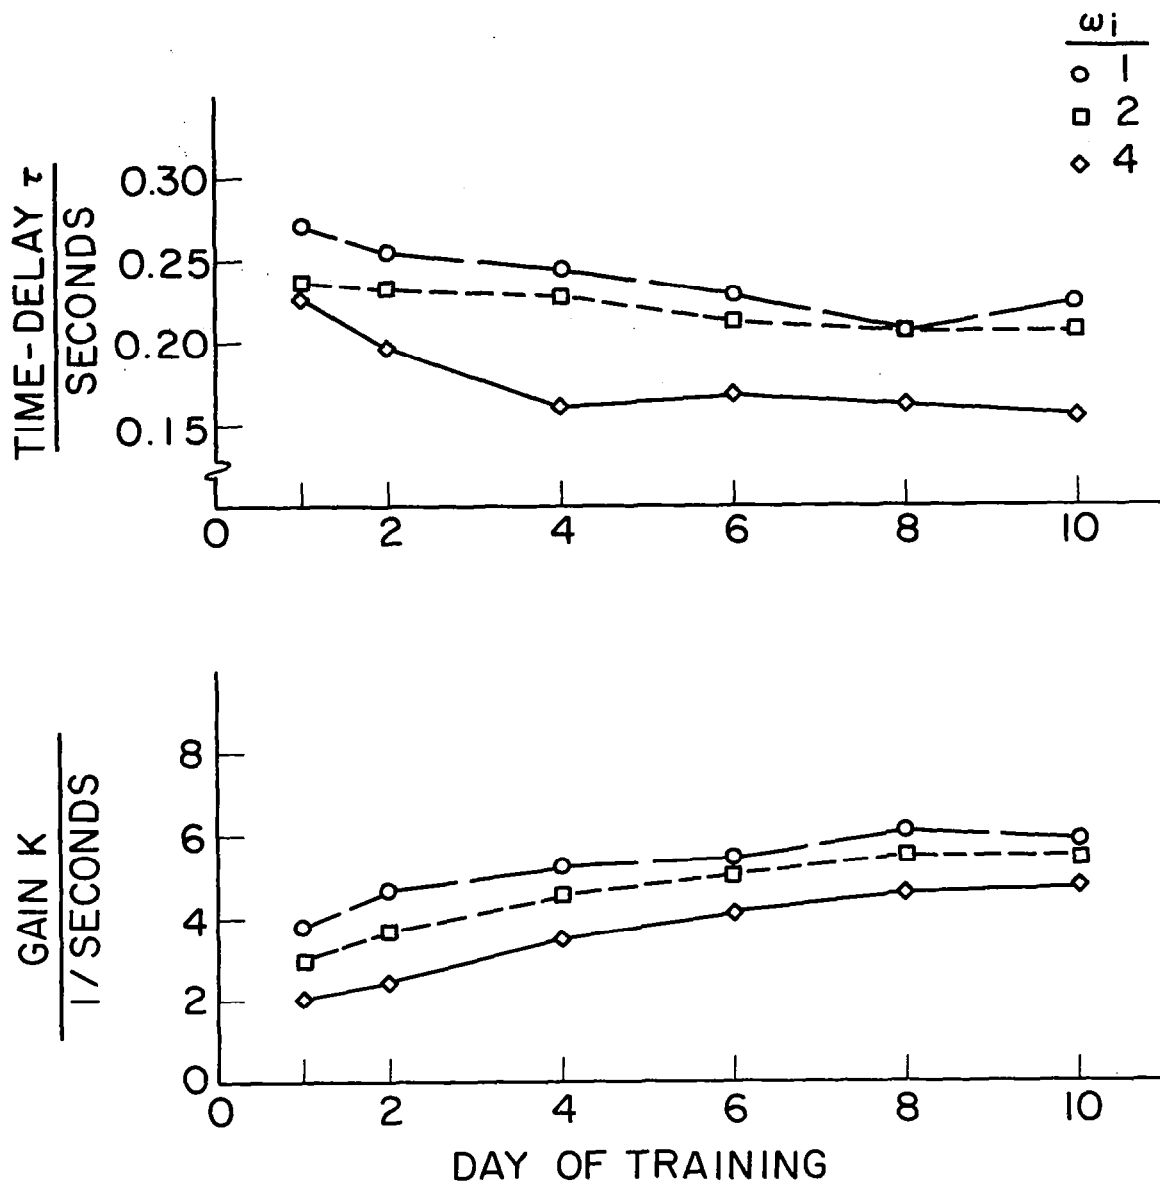 ωi
1
2
4
TIME-DELAY τ
SECONDS
0.30
0.25
0.20
0.15
0 2 4 6 8 10
GAIN K
1/SECONDS
8
6
4
2
0
0 2 4 6 8 10
DAY OF TRAINING